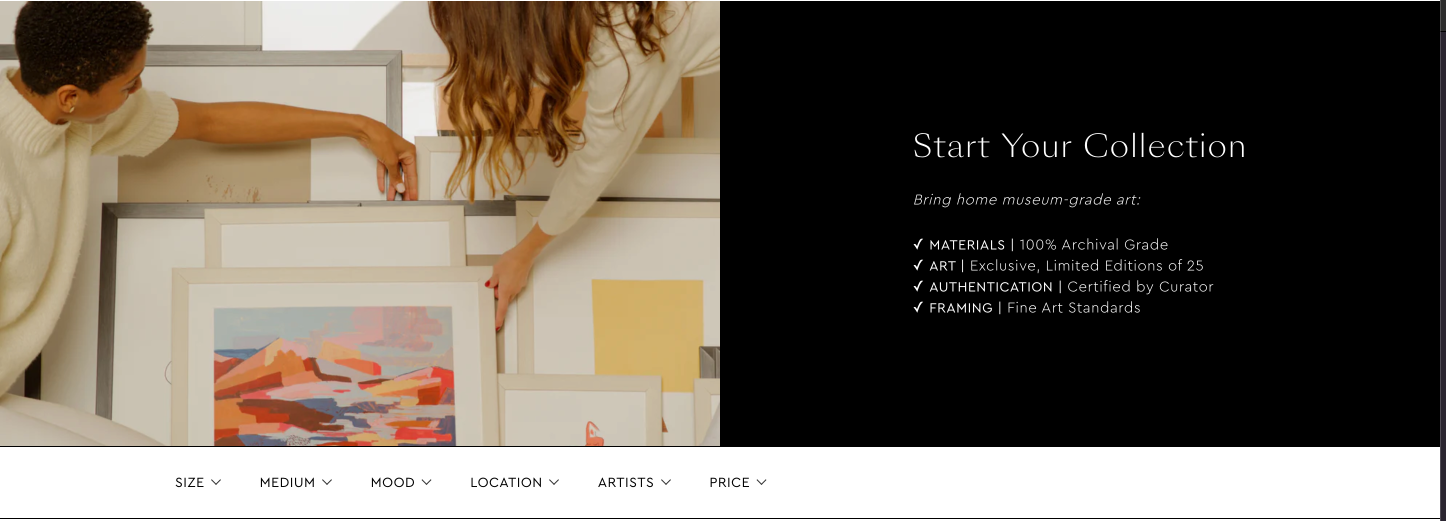 Start Your Collection
Bring home museum-grade art:
✓ MATERIALS | 100% Archival Grade
✓ ART | Exclusive, Limited Editions of 25
✓ AUTHENTICATION | Certified by Curator
✓ FRAMING | Fine Art Standards
SIZE MEDIUM MOOD LOCATION ARTISTS PRICE